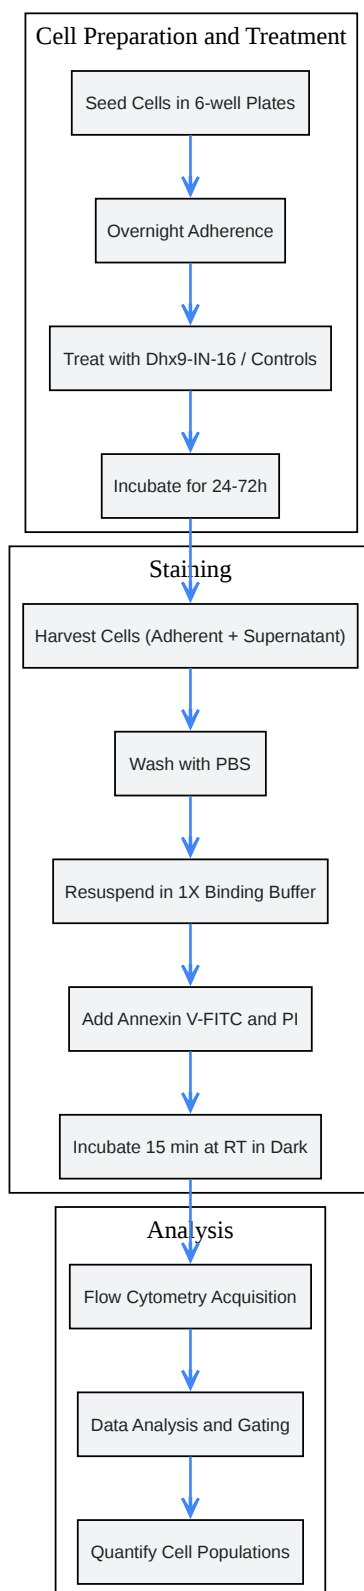 Cell Preparation and Treatment
Seed Cells in 6-well Plates
Overnight Adherence
Treat with Dhx9-IN-16 / Controls
Incubate for 24-72h
Staining
Harvest Cells (Adherent + Supernatant)
Wash with PBS
Resuspend in 1X Binding Buffer
Add Annexin V-FITC and PI
Incubate 15 min at RT in Dark
Analysis
Flow Cytometry Acquisition
Data Analysis and Gating
Quantify Cell Populations